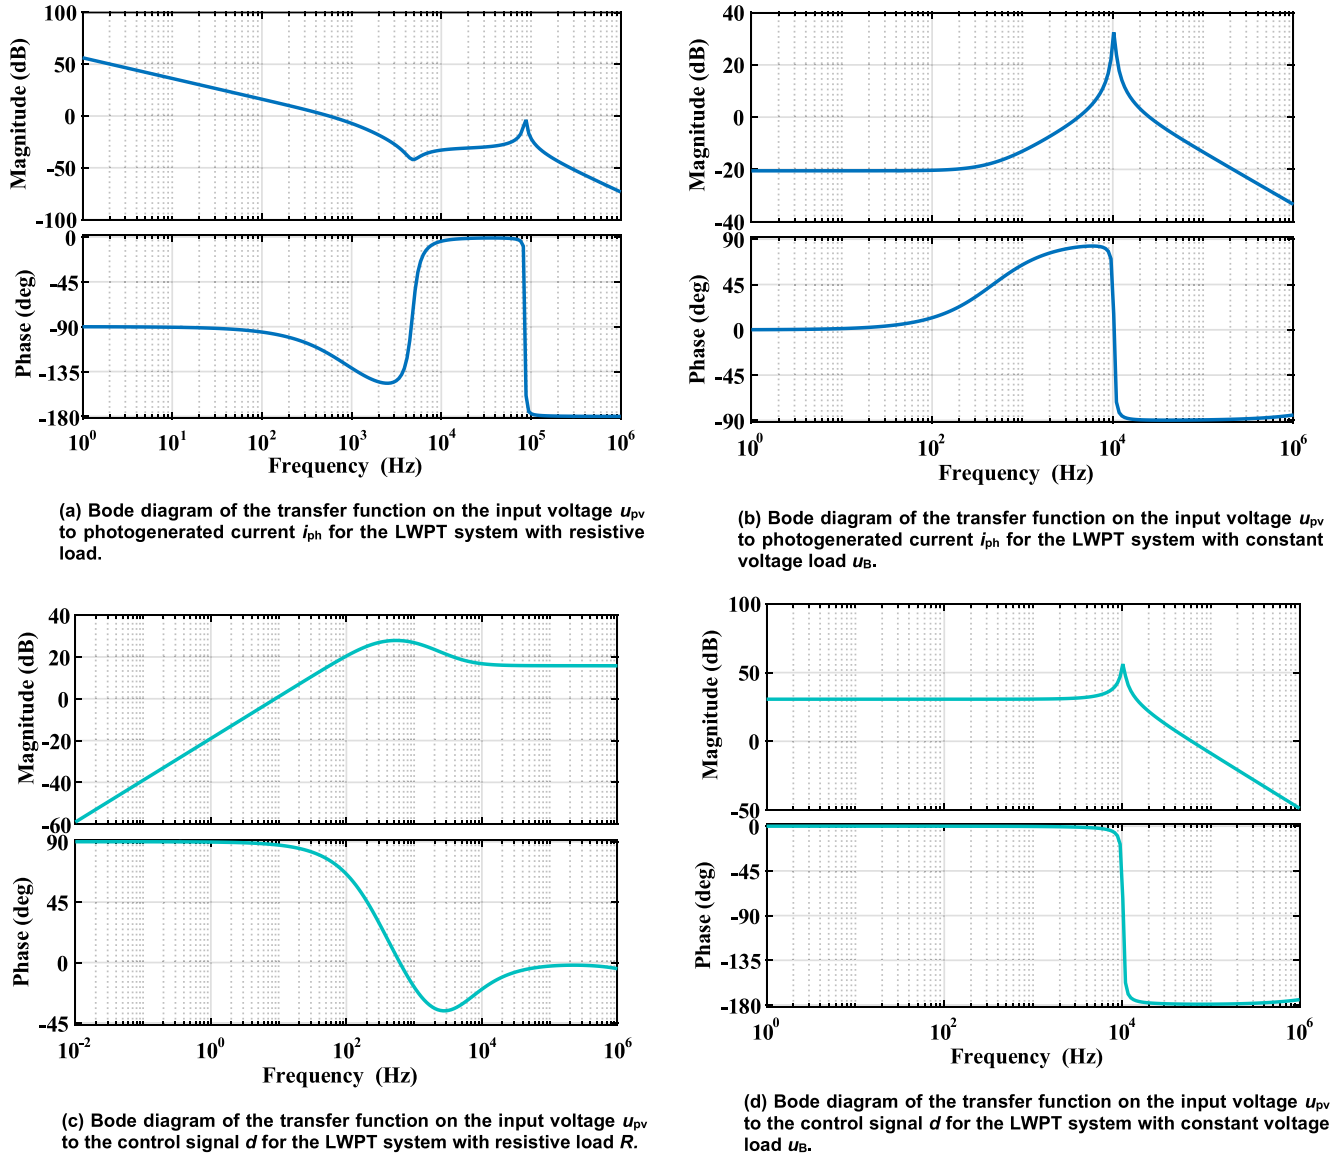 100
50
0
-50
-100
Magnitude (dB)
0
-45
-90
-135
-180
Phase (deg)
10^0 10^1 10^2 10^3 10^4 10^5 10^6
Frequency (Hz)
(a) Bode diagram of the transfer function on the input voltage u_pv
to photogenerated current i_ph for the LWPT system with resistive
load.
40
20
0
-20
-40
Magnitude (dB)
90
45
0
-45
-90
Phase (deg)
10^0 10^2 10^4 10^6
Frequency (Hz)
(b) Bode diagram of the transfer function on the input voltage u_pv
to photogenerated current i_ph for the LWPT system with constant
voltage load u_B.
40
20
0
-20
-40
-60
Magnitude (dB)
90
45
0
-45
Phase (deg)
10^-2 10^0 10^2 10^4 10^6
Frequency (Hz)
(c) Bode diagram of the transfer function on the input voltage u_pv
to the control signal d for the LWPT system with resistive load R.
100
50
0
-50
Magnitude (dB)
0
-45
-90
-135
-180
Phase (deg)
10^0 10^2 10^4 10^6
Frequency (Hz)
(d) Bode diagram of the transfer function on the input voltage u_pv
to the control signal d for the LWPT system with constant voltage
load u_B.